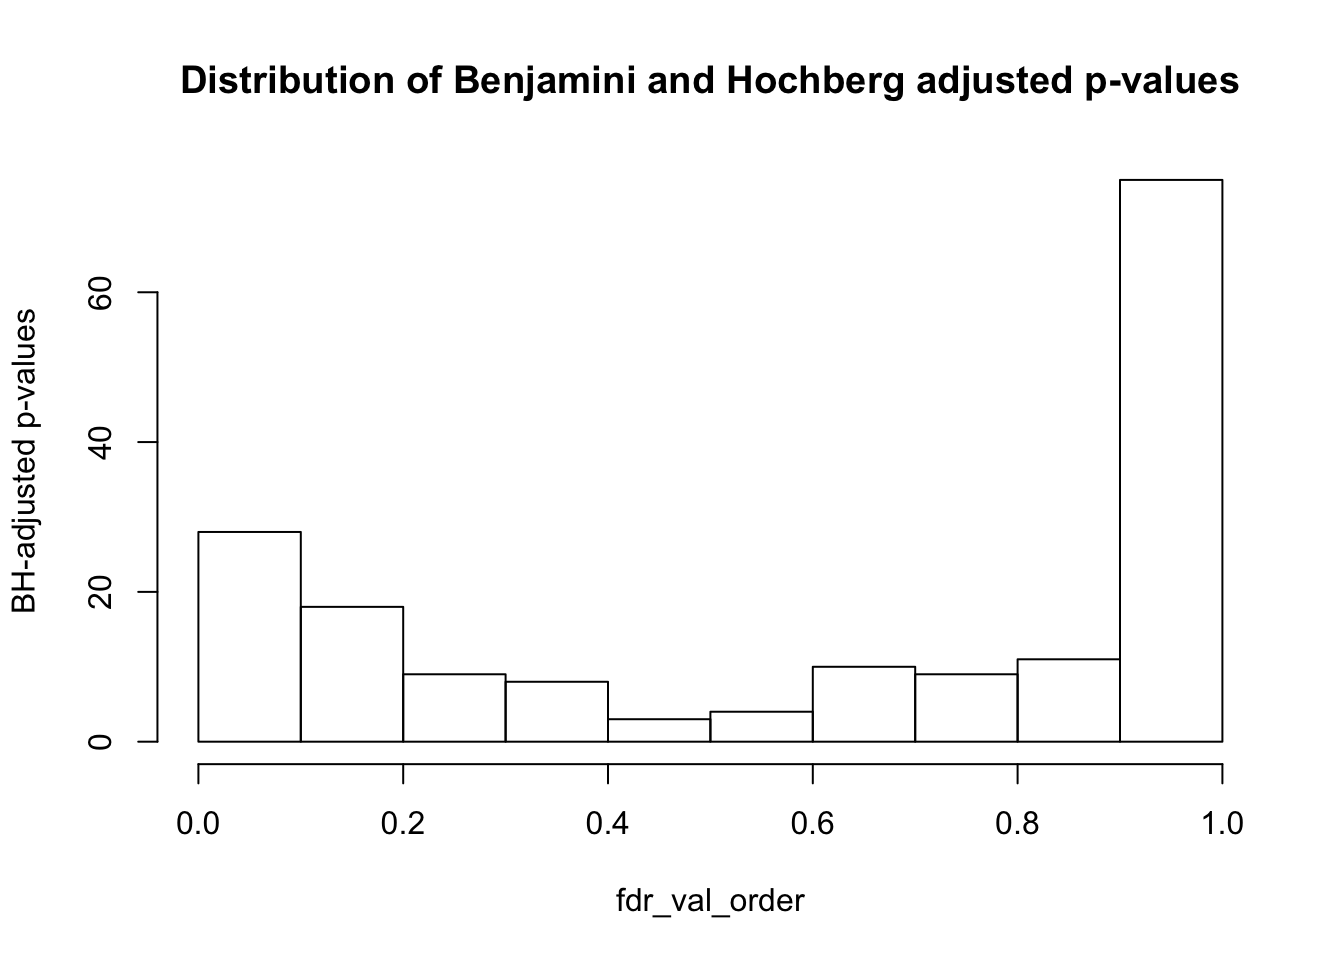 Distribution of Benjamini and Hochberg adjusted p-values
BH-adjusted p-values
60
40
20
0
0.0 0.2 0.4 0.6 0.8 1.0
fdr_val_order